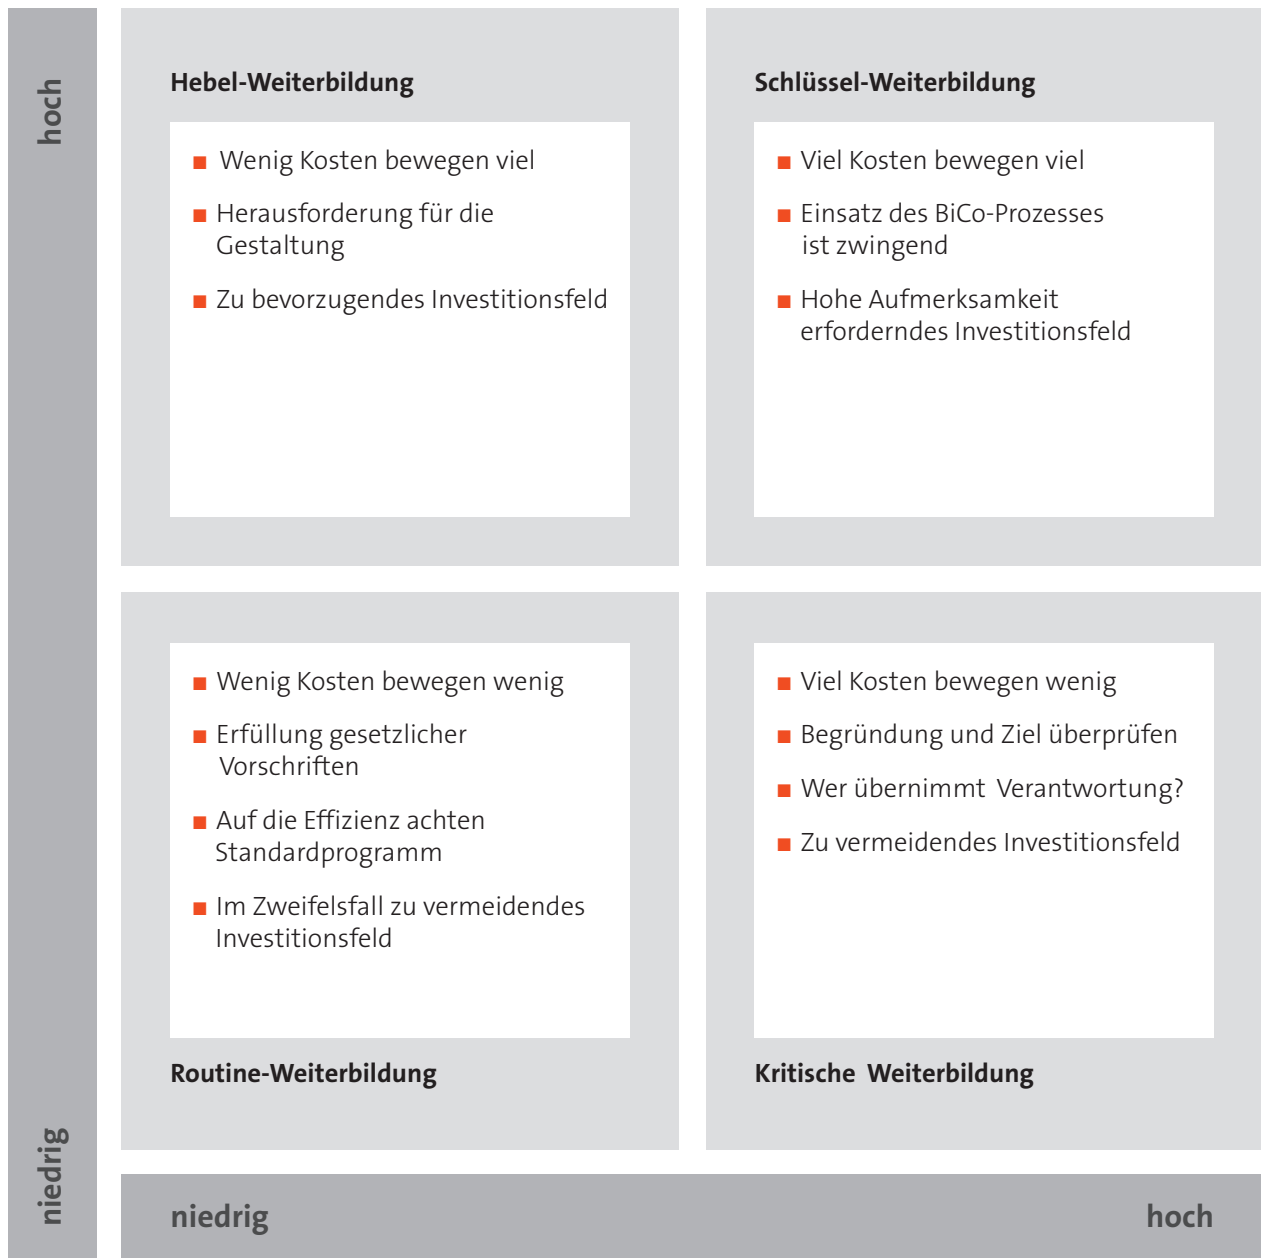 hoch
Hebel-Weiterbildung
■ Wenig Kosten bewegen viel
■ Herausforderung für die
Gestaltung
■ Zu bevorzugendes Investitionsfeld
Schlüssel-Weiterbildung
■ Viel Kosten bewegen viel
■ Einsatz des BiCo-Prozesses
ist zwingend
■ Hohe Aufmerksamkeit
erforderndes Investitionsfeld
■ Wenig Kosten bewegen wenig
■ Erfüllung gesetzlicher
Vorschriften
■ Auf die Effizienz achten
Standardprogramm
■ Im Zweifelsfall zu vermeidendes
Investitionsfeld
Routine-Weiterbildung
■ Viel Kosten bewegen wenig
■ Begründung und Ziel überprüfen
■ Wer übernimmt Verantwortung?
■ Zu vermeidendes Investitionsfeld
Kritische Weiterbildung
niedrig
niedrig
hoch